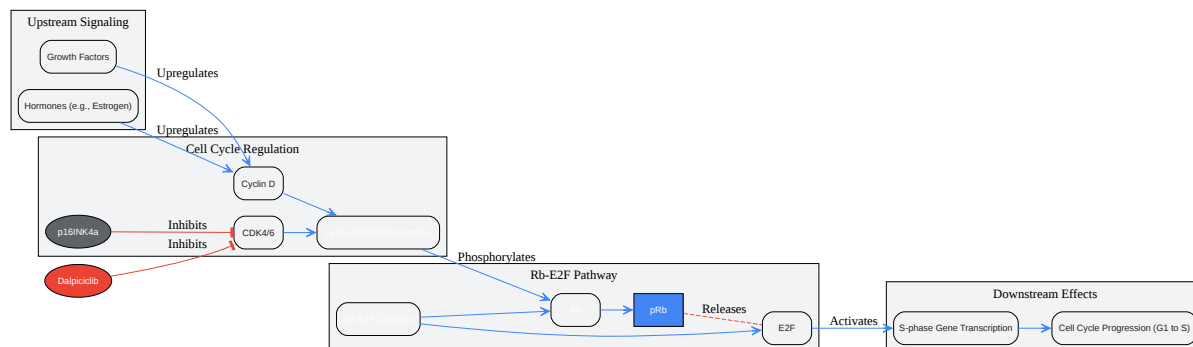 Upstream Signaling
Growth Factors
Upregulates
Hormones (e.g., Estrogen)
Upregulates
Cell Cycle Regulation
Cyclin D
p16INK4a
Inhibits
CDK4/6
Inhibits
Dalpiciclib
Phosphorylates
Rb-E2F Pathway
pRb
Releases
E2F
Activates
Downstream Effects
S-phase Gene Transcription
Cell Cycle Progression (G1 to S)